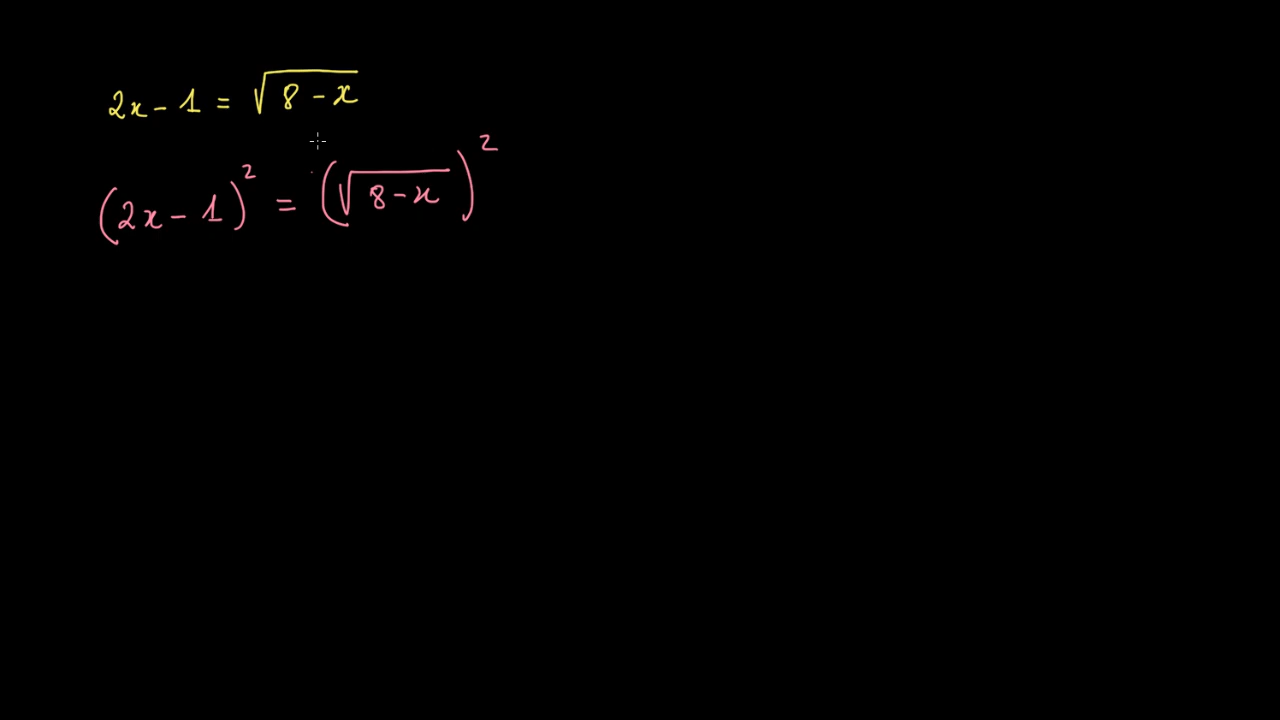 2x - 1 = √(8 - x)
(2x - 1)² = (√(8 - x))²